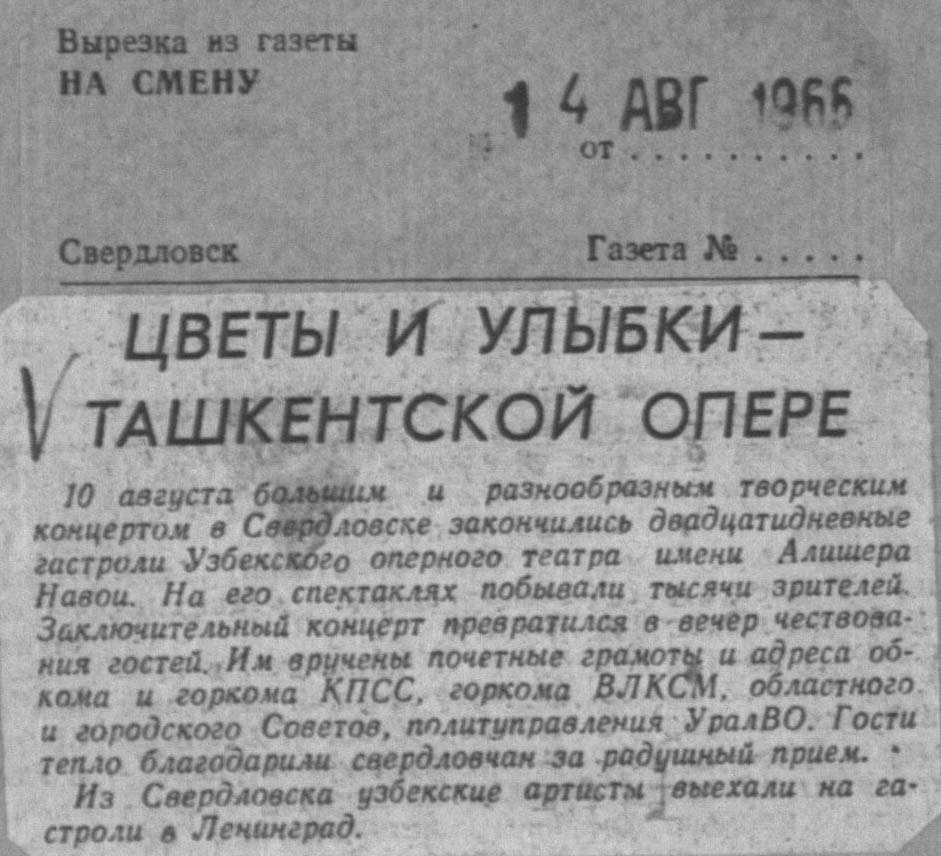 Вырезка из газеты
НА СМЕНУ
14 АВГ 1966
от . . . . . . . . . .
Свердловск Газета № . . . . .
ЦВЕТЫ И УЛЫБКИ —
ТАШКЕНТСКОЙ ОПЕРЕ
10 августа большим и разнообразным творческим
концертом в Свердловске закончились двадцатидневные
гастроли Узбекского оперного театра имени Алишера
Навои. На его спектаклях побывали тысячи зрителей.
Заключительный концерт превратился в вечер чествова-
ния гостей. Им вручены почетные грамоты и адреса об-
кома и горкома КПСС, горкома ВЛКСМ, областного
и городского Советов, политуправления УралВО. Гости
тепло благодарили свердловчан за радушный прием.
Из Свердловска узбекские артисты выехали на га-
строли в Ленинград.